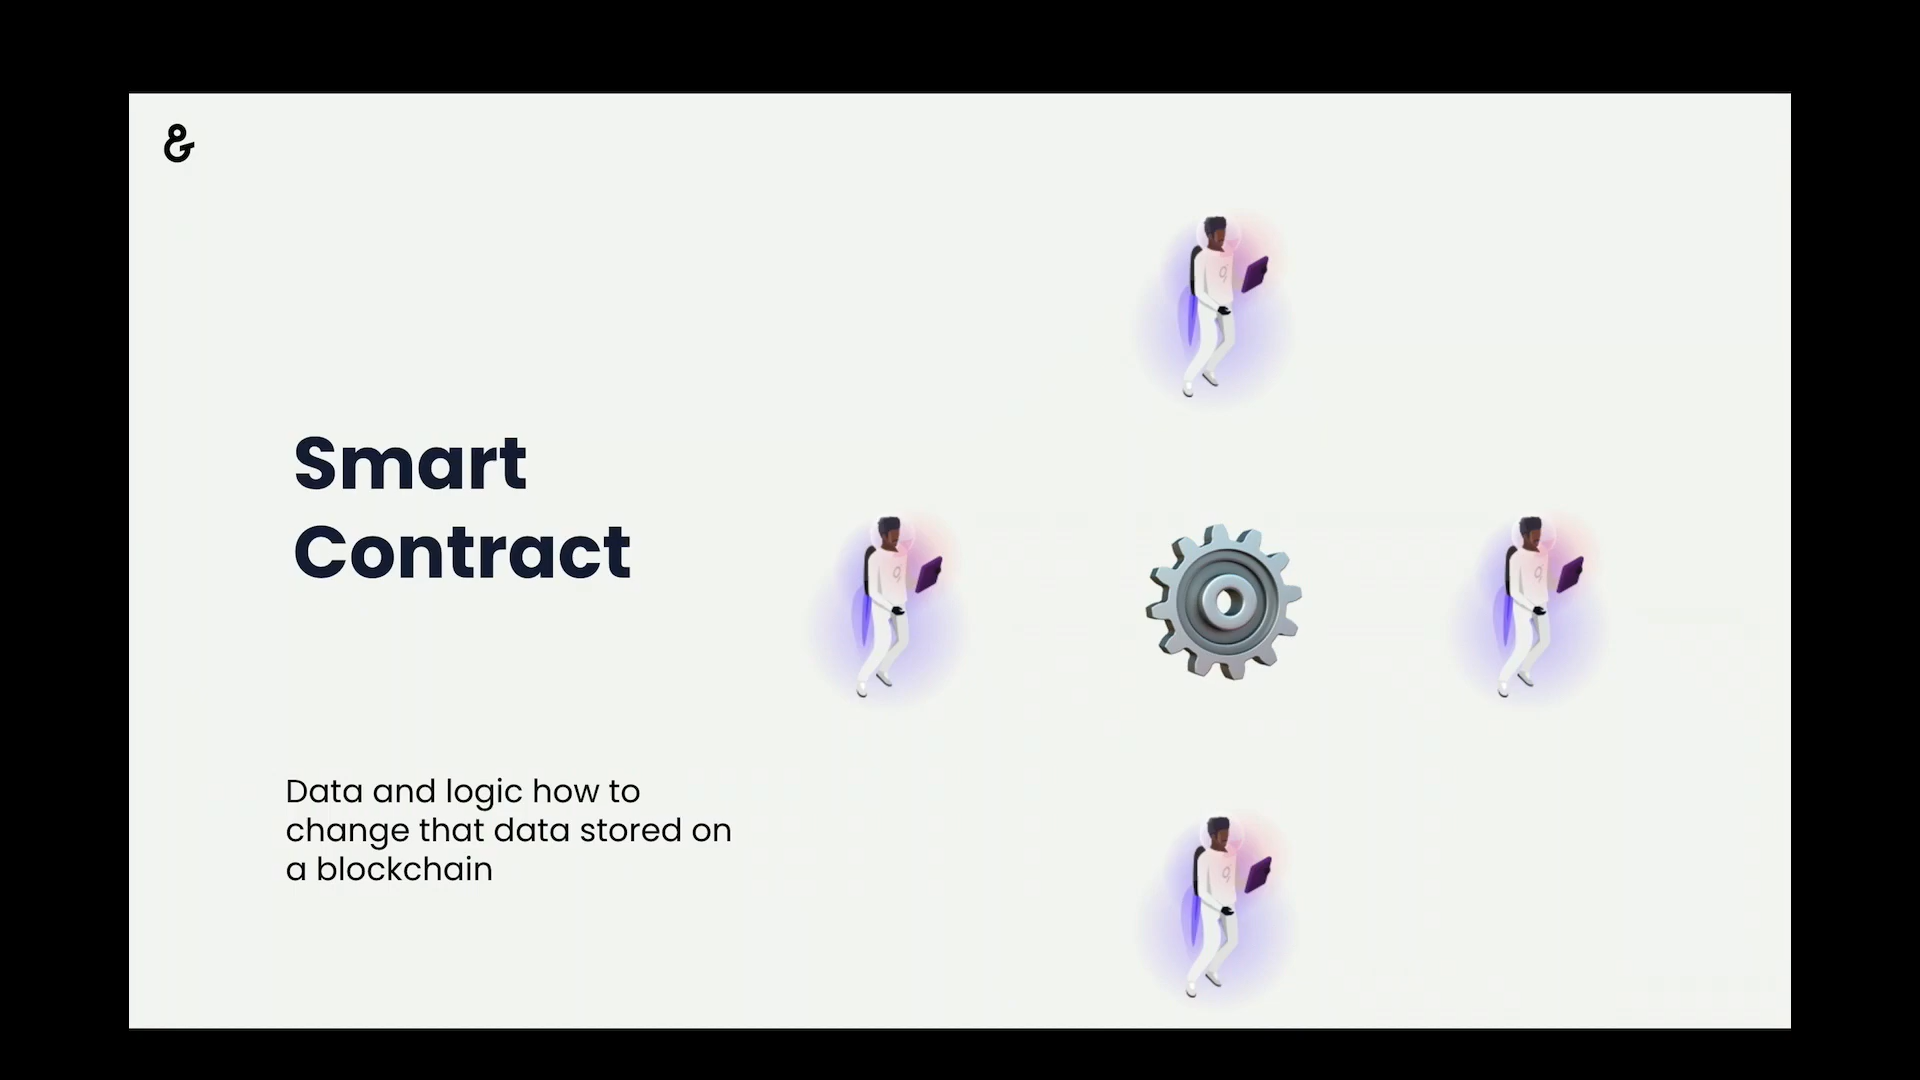 &
Smart
Contract
Data and logic how to
change that data stored on
a blockchain